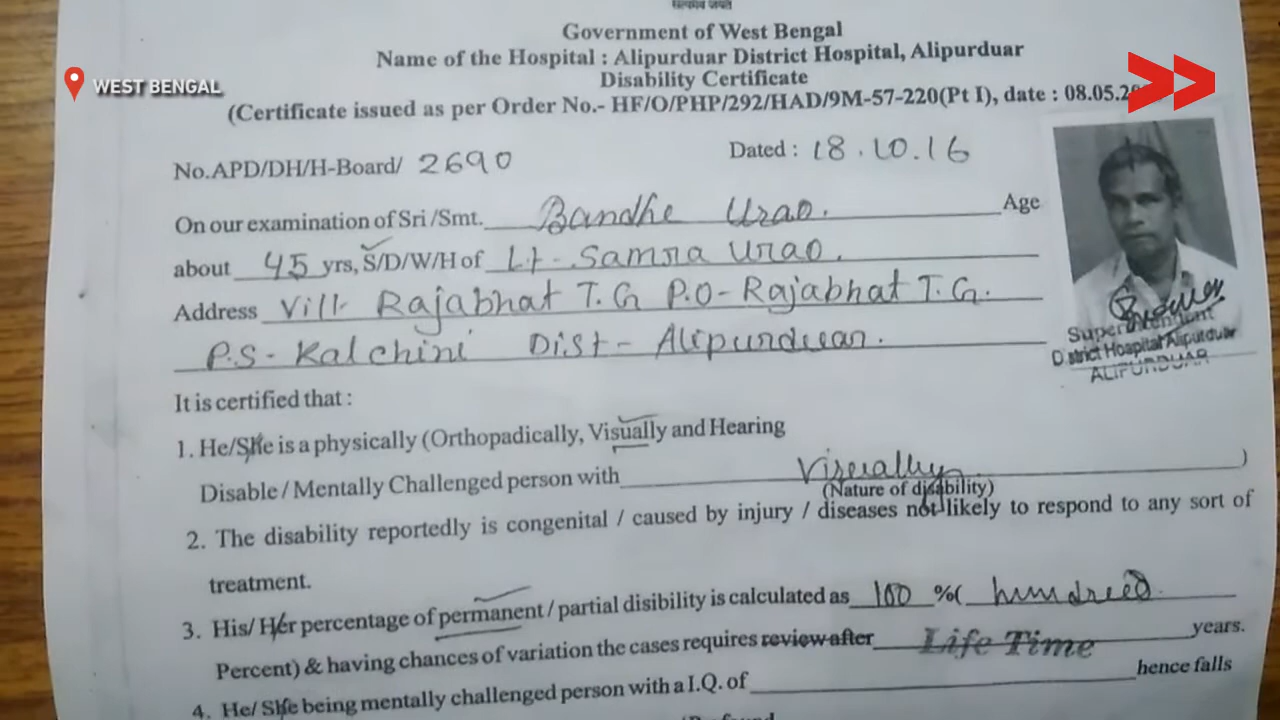 सत्यमेव जयते
Government of West Bengal
Name of the Hospital : Alipurduar District Hospital, Alipurduar
Disability Certificate
(Certificate issued as per Order No.- HF/O/PHP/292/HAD/9M-57-220(Pt I), date : 08.05.20
WEST BENGAL
No.APD/DH/H-Board/ 2690 Dated : 18.10.16
On our examination of Sri /Smt. Bandhe Urao. Age
about 45 yrs, S/D/W/H of Lt- Samra Urao.
Address Vill- Rajabhat T.G P.O- Rajabhat T.G.
P.S- Kalchini Dist- Alipurduar.
Superintendent
District Hospital Alipurduar
ALIPURDUAR
It is certified that :
1. He/She is a physically (Orthopadically, Visually and Hearing
Disable / Mentally Challenged person with Visually )
(Nature of disability)
2. The disability reportedly is congenital / caused by injury / diseases not likely to respond to any sort of
treatment.
3. His/ Her percentage of permanent / partial disibility is calculated as 100 %( hundred
Percent) & having chances of variation the cases requires review after Life Time years.
4. He/ She being mentally challenged person with a I.Q. of hence falls